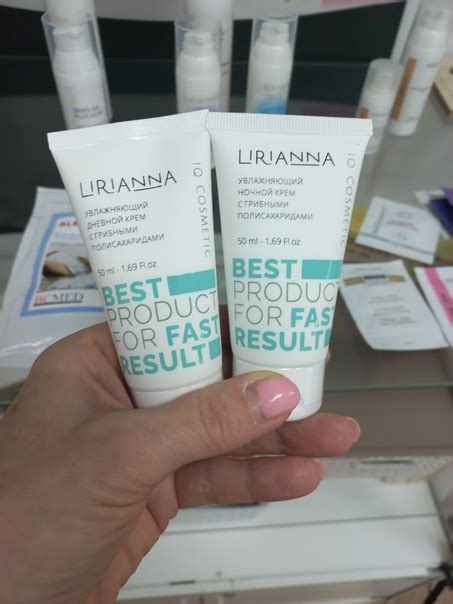 LIRIANNA
УВЛАЖНЯЮЩИЙ
ДНЕВНОЙ КРЕМ
С ГРИБНЫМИ
ПОЛИСАХАРИДАМИ
50 ml - 1,69 Fl.oz
IQ COSMETIC
BEST
PRODUCT
FOR FAST
RESULT
LIRIANNA
УВЛАЖНЯЮЩИЙ
НОЧНОЙ КРЕМ
С ГРИБНЫМИ
ПОЛИСАХАРИДАМИ
50 ml - 1,69 Fl.oz
IQ COSMETIC
BEST
PRODUCT
FOR FAST
RESULT